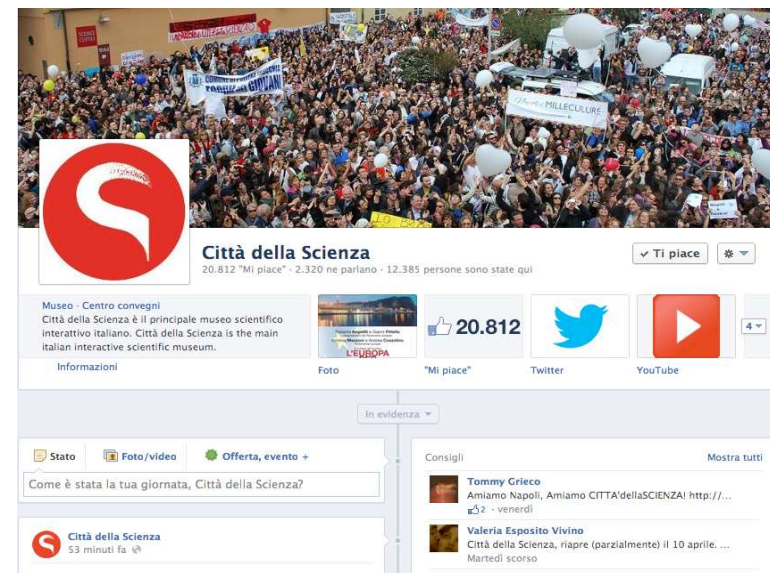 SCIENCE CENTRE
MILLECULURE
Città della Scienza
20.812 "Mi piace" · 2.320 ne parlano · 12.385 persone sono state qui
✓ Ti piace
Museo · Centro convegni
Città della Scienza è il principale museo scientifico
interattivo italiano. Città della Scienza is the main
italian interactive scientific museum.
Informazioni
L'EUROPA
Foto
20.812
"Mi piace"
Twitter
YouTube
4
In evidenza
Stato
Foto/video
Offerta, evento +
Come è stata la tua giornata, Città della Scienza?
Città della Scienza
53 minuti fa
Consigli
Mostra tutti
Tommy Grieco
Amiamo Napoli, Amiamo CITTA'dellaSCIENZA! http://...
2 · venerdì
Valeria Esposito Vivino
Città della Scienza, riapre (parzialmente) il 10 aprile. ...
Martedì scorso